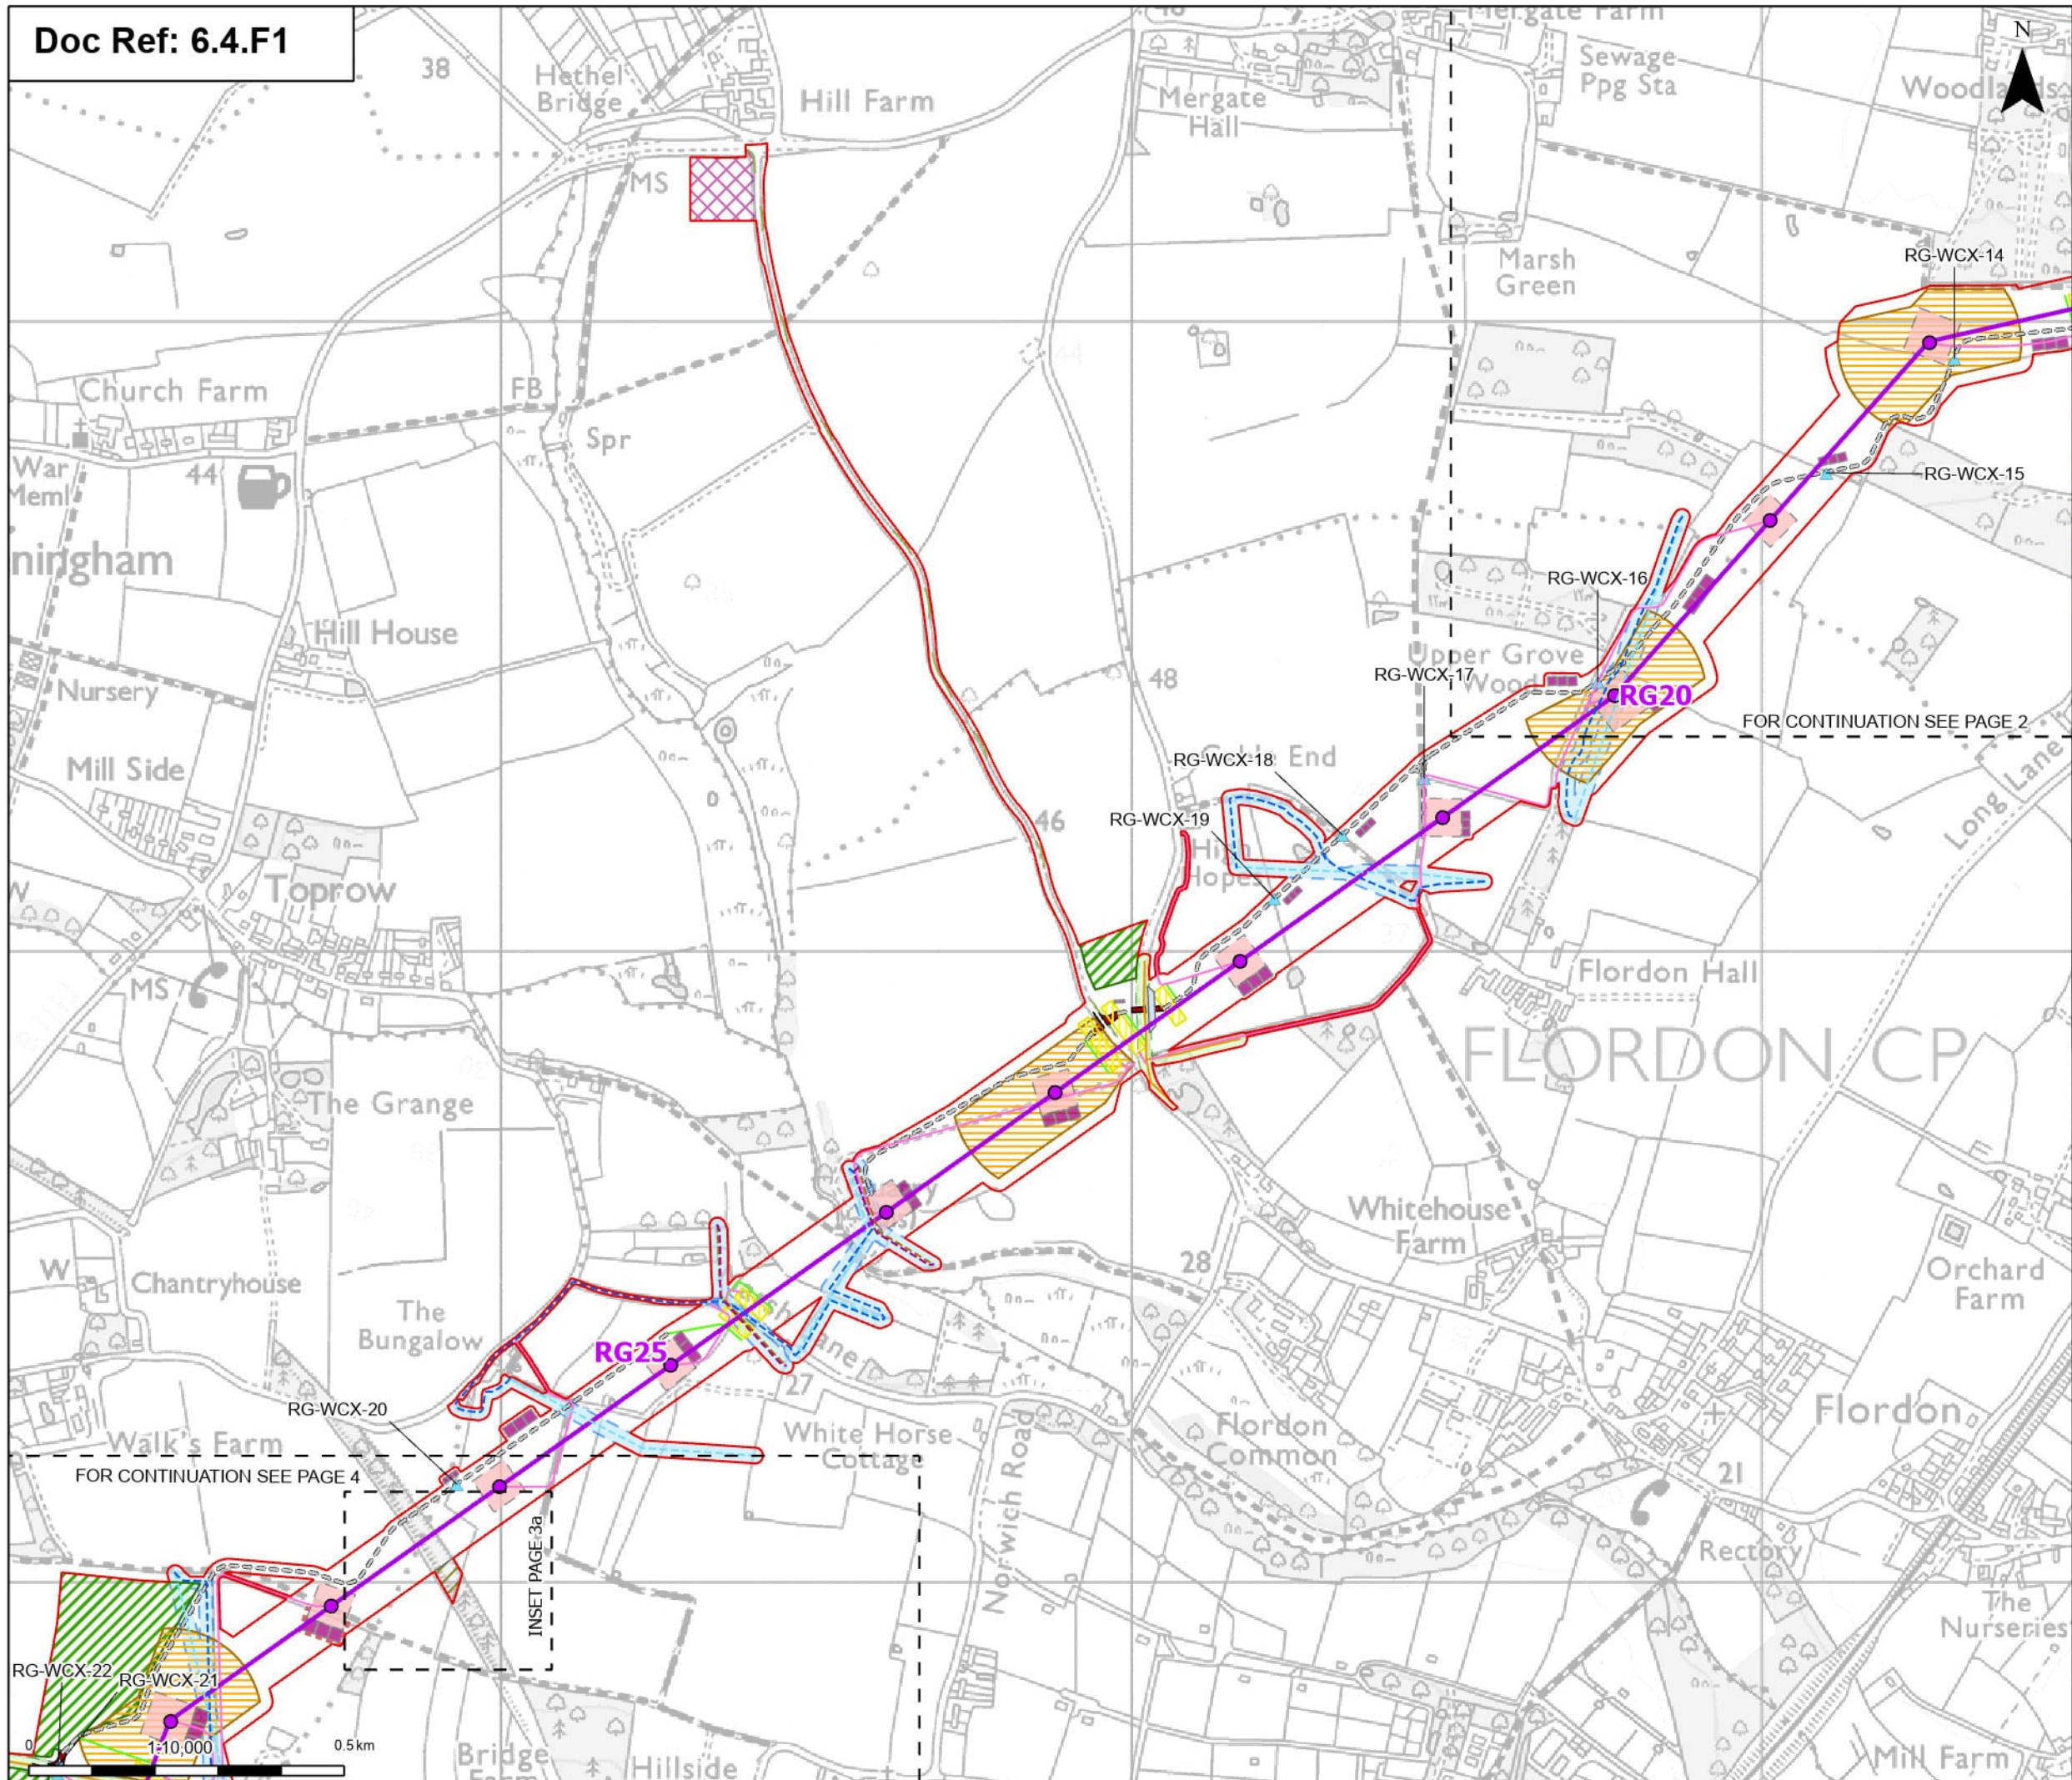 Doc Ref: 6.4.F1
N
38
Hethel
Bridge
Hill Farm
Mergate
Hall
Mergate Farm
Sewage
Ppg Sta
MS
Marsh
Green
RG-WCX-14
Church Farm
FB
Spr
44
War
Meml
RG-WCX-15
ningham
RG-WCX-16
Hill House
Upper Grove
Wood
RG-WCX-17
48
Nursery
RG20
FOR CONTINUATION SEE PAGE 2
RG-WCX-18
End
Mill Side
RG-WCX-19
46
High
Hopes
Long Lane
Toprow
MS
37
Flordon Hall
FLORDON CP
The Grange
Whitehouse
Farm
28
W
Chantryhouse
Orchard
Farm
The
Bungalow
RG25
27
RG-WCX-20
White Horse
Cottage
Flordon
Common
Flordon
Walk's Farm
FOR CONTINUATION SEE PAGE 4
21
INSET PAGE 3a
Norwich Road
Rectory
The
Nurseries
RG-WCX-22
RG-WCX-21
0
1:10,000
0.5 km
Bridge
Farm
Hillside
Mill Farm